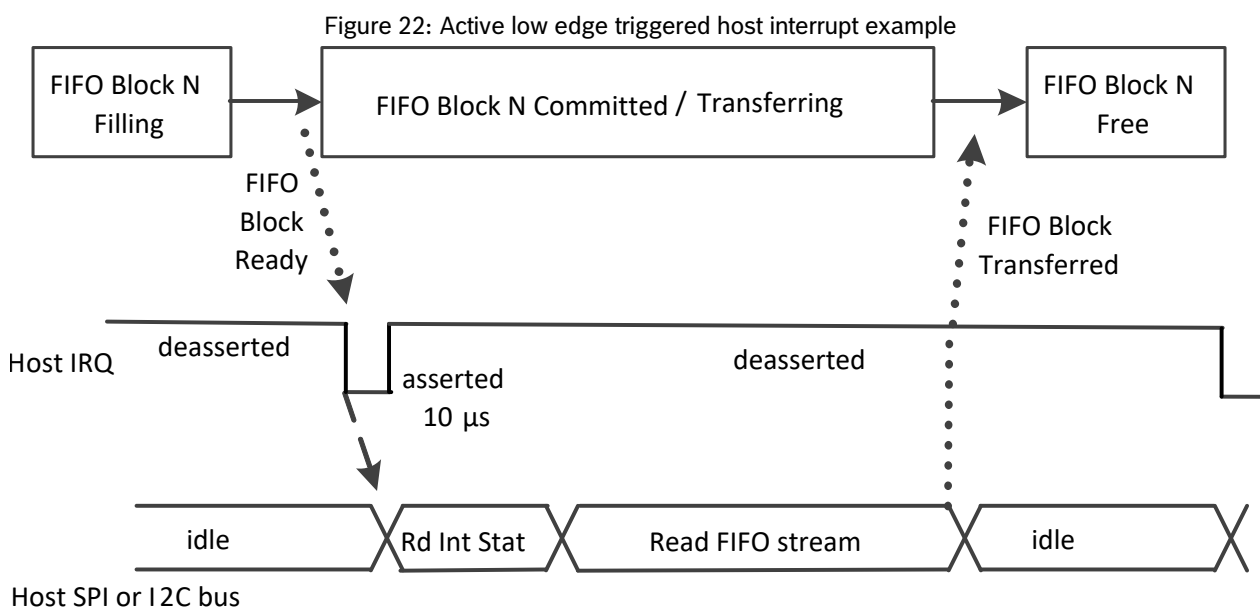 Figure 22: Active low edge triggered host interrupt example
FIFO Block N
Filling
FIFO Block N Committed / Transferring
FIFO Block N
Free
FIFO
Block
Ready
FIFO Block
Transferred
Host IRQ
deasserted
asserted
10 µs
deasserted
idle
Rd Int Stat
Read FIFO stream
idle
Host SPI or I2C bus